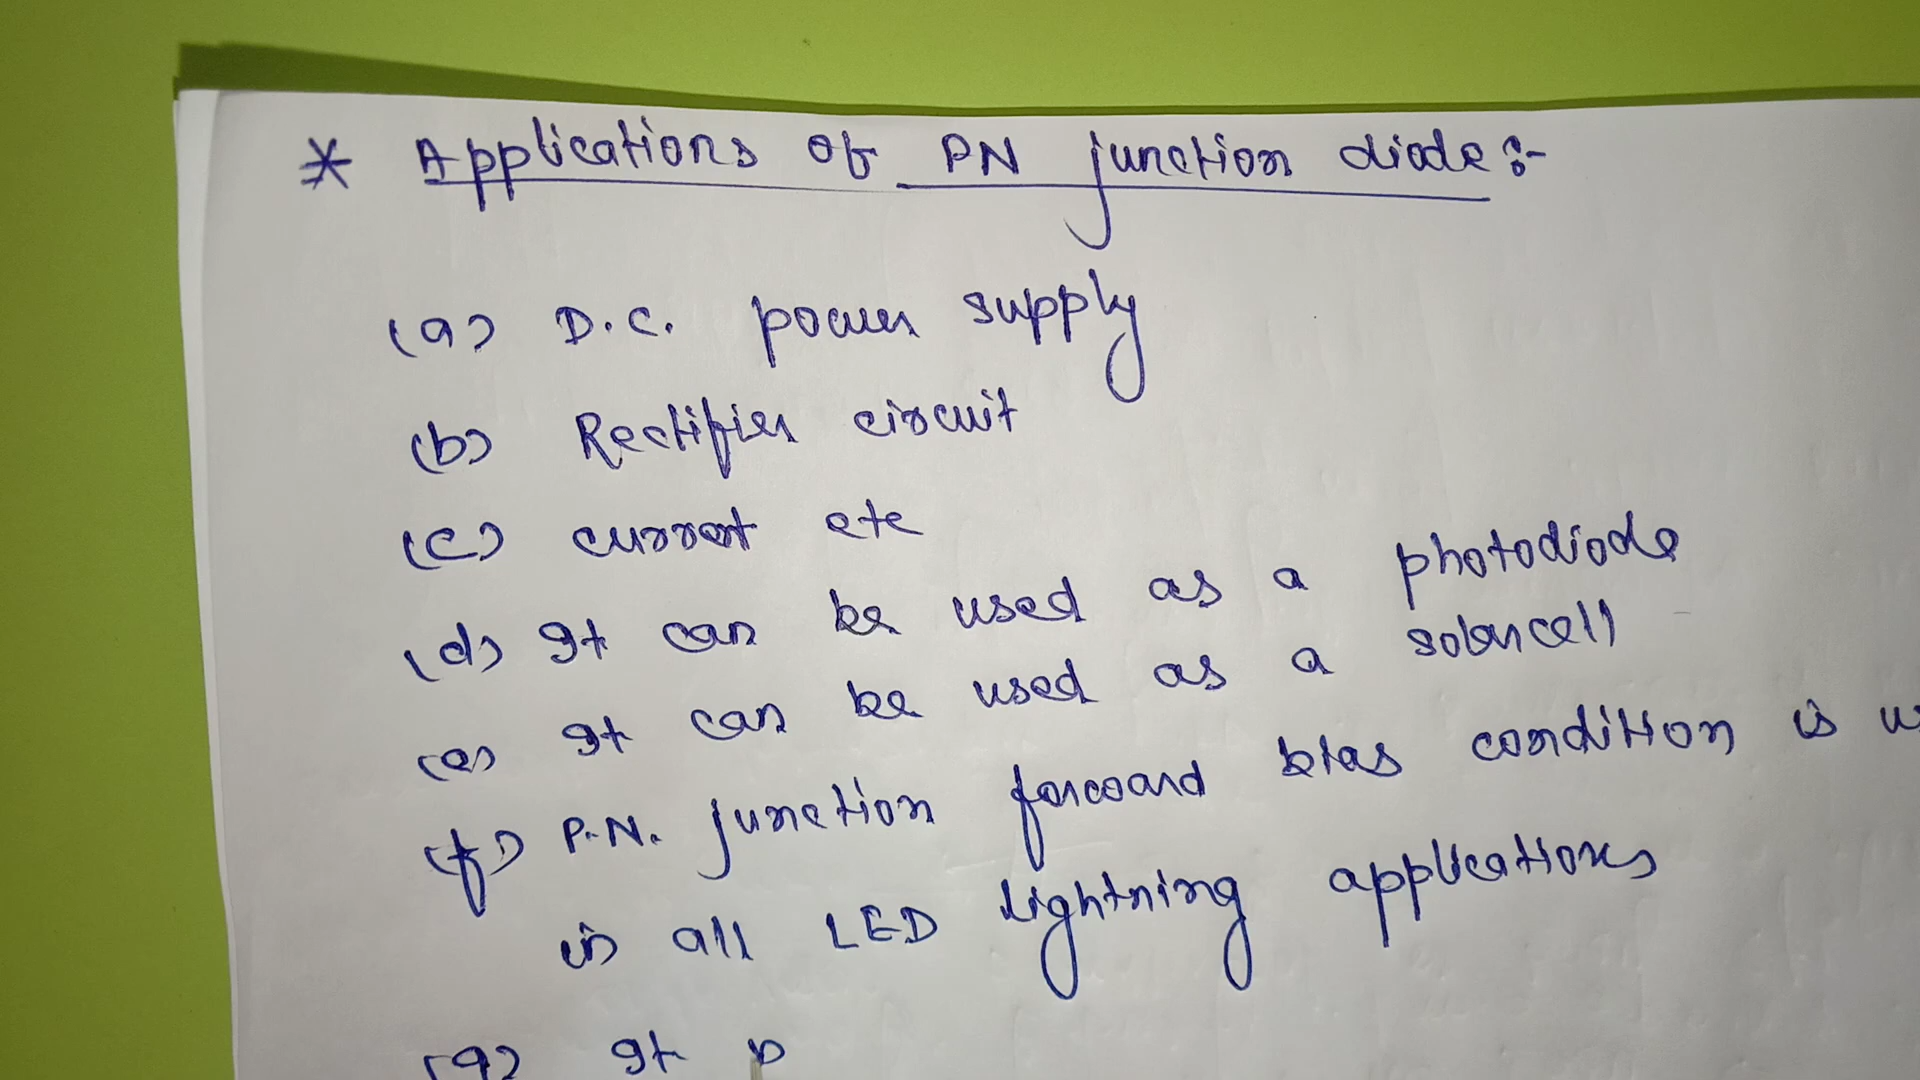 * Applications of PN junction diode :-
(a) D.C. power supply
(b) Rectifier circuit
(c) current etc
(d) It can be used as a photodiode
(e) It can be used as a solar cell
(f) P.N. junction forward bias condition is
in all LED lightning applications
(g) It